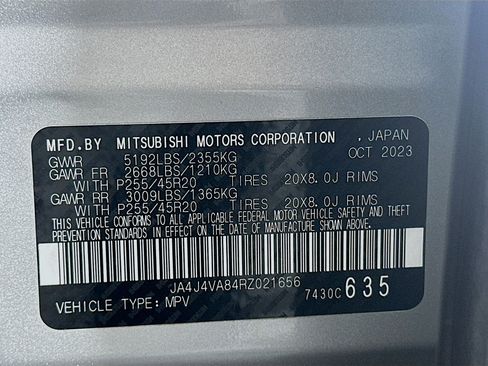 MFD.BY MITSUBISHI MOTORS CORPORATION , JAPAN
GVWR 5192LBS/2355KG OCT 2023
GAWR FR 2668LBS/1210KG
WITH P255/45R20 TIRES 20X8.0J RIMS
GAWR RR 3009LBS/1365KG
WITH P255/45R20 TIRES 20X8.0J RIMS
THIS VEHICLE CONFORMS TO ALL APPLICABLE FEDERAL MOTOR VEHICLE SAFETY AND THEFT
PREVENTION STANDARDS IN EFFECT ON THE DATE OF MANUFACTURE SHOWN ABOVE.
JA4J4VA84RZ021656
VEHICLE TYPE: MPV 7430C 635